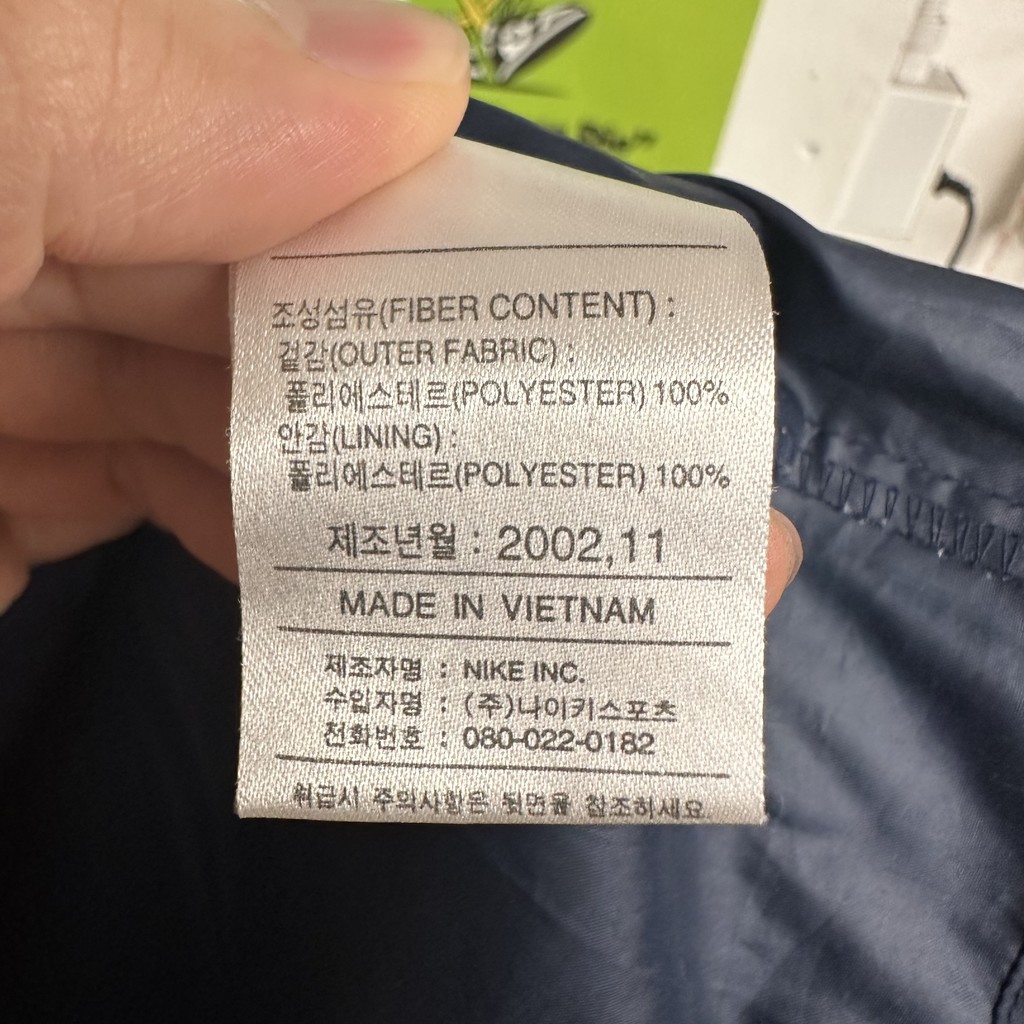 조성섬유(FIBER CONTENT) :
겉감(OUTER FABRIC) :
폴리에스테르(POLYESTER) 100%
안감(LINING) :
폴리에스테르(POLYESTER) 100%
제조년월 : 2002,11
MADE IN VIETNAM
제조자명 : NIKE INC.
수입자명 : (주)나이키스포츠
전화번호 : 080-022-0182
취급시 주의사항은 뒷면을 참조하세요